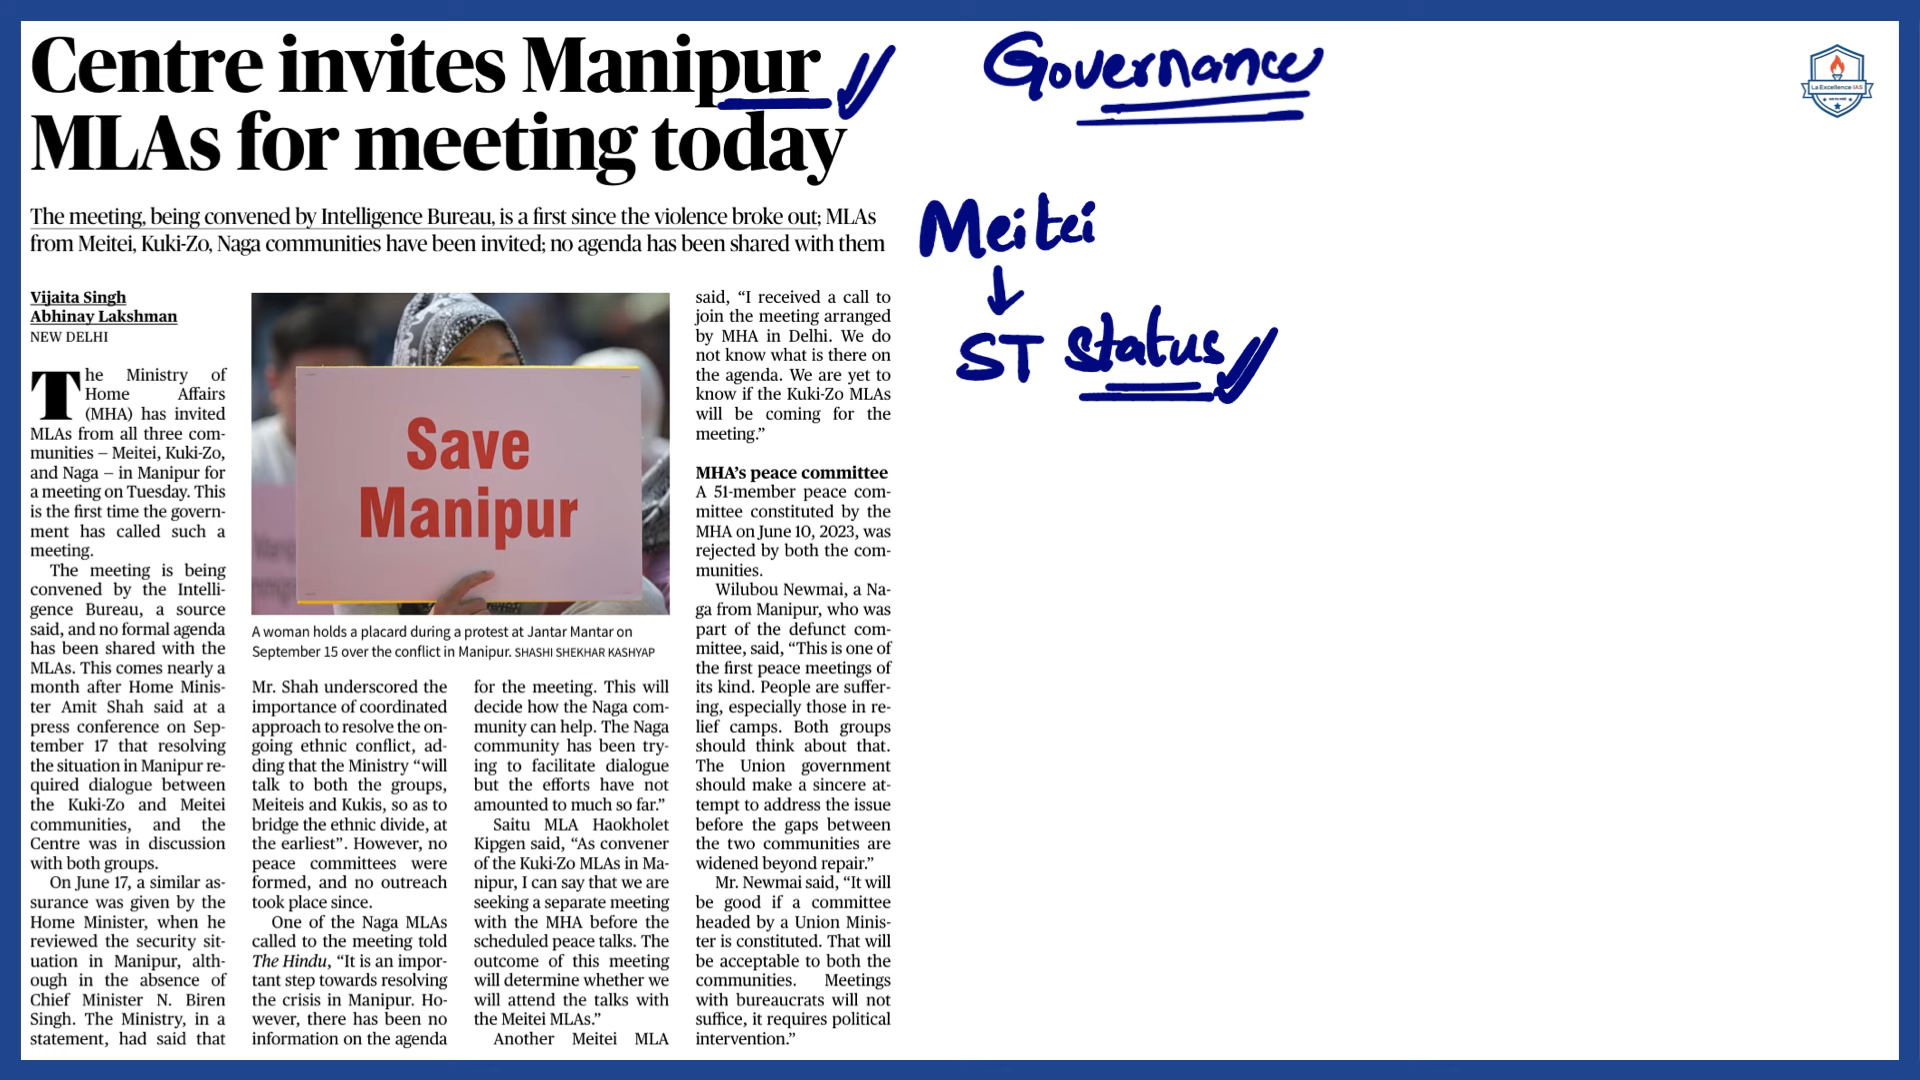 Centre invites Manipur
MLAs for meeting today
The meeting, being convened by Intelligence Bureau, is a first since the violence broke out; MLAs
from Meitei, Kuki-Zo, Naga communities have been invited; no agenda has been shared with them
Vijaita Singh
Abhinay Lakshman
NEW DELHI
The Ministry of
Home Affairs
(MHA) has invited
MLAs from all three com-
munities – Meitei, Kuki-Zo,
and Naga – in Manipur for
a meeting on Tuesday. This
is the first time the govern-
ment has called such a
meeting.
The meeting is being
convened by the Intelli-
gence Bureau, a source
said, and no formal agenda
has been shared with the
MLAs. This comes nearly a
month after Home Minis-
ter Amit Shah said at a
press conference on Sep-
tember 17 that resolving
the situation in Manipur re-
quired dialogue between
the Kuki-Zo and Meitei
communities, and the
Centre was in discussion
with both groups.
On June 17, a similar as-
surance was given by the
Home Minister, when he
reviewed the security sit-
uation in Manipur, alth-
ough in the absence of
Chief Minister N. Biren
Singh. The Ministry, in a
statement, had said that
Save
Manipur
A woman holds a placard during a protest at Jantar Mantar on
September 15 over the conflict in Manipur. SHASHI SHEKHAR KASHYAP
Mr. Shah underscored the
importance of coordinated
approach to resolve the on-
going ethnic conflict, ad-
ding that the Ministry “will
talk to both the groups,
Meiteis and Kukis, so as to
bridge the ethnic divide, at
the earliest”. However, no
peace committees were
formed, and no outreach
took place since.
One of the Naga MLAs
called to the meeting told
The Hindu, “It is an impor-
tant step towards resolving
the crisis in Manipur. Ho-
wever, there has been no
information on the agenda
for the meeting. This will
decide how the Naga com-
munity can help. The Naga
community has been try-
ing to facilitate dialogue
but the efforts have not
amounted to much so far.”
Saitu MLA Haokholet
Kipgen said, “As convener
of the Kuki-Zo MLAs in Ma-
nipur, I can say that we are
seeking a separate meeting
with the MHA before the
scheduled peace talks. The
outcome of this meeting
will determine whether we
will attend the talks with
the Meitei MLAs.”
Another Meitei MLA
said, “I received a call to
join the meeting arranged
by MHA in Delhi. We do
not know what is there on
the agenda. We are yet to
know if the Kuki-Zo MLAs
will be coming for the
meeting.”
MHA’s peace committee
A 51-member peace com-
mittee constituted by the
MHA on June 10, 2023, was
rejected by both the com-
munities.
Wilubou Newmai, a Na-
ga from Manipur, who was
part of the defunct com-
mittee, said, “This is one of
the first peace meetings of
its kind. People are suffer-
ing, especially those in re-
lief camps. Both groups
should think about that.
The Union government
should make a sincere at-
tempt to address the issue
before the gaps between
the two communities are
widened beyond repair.”
Mr. Newmai said, “It will
be good if a committee
headed by a Union Minis-
ter is constituted. That will
be acceptable to both the
communities. Meetings
with bureaucrats will not
suffice, it requires political
intervention.”
Governance
Meitei
ST Status
La Excellence IAS